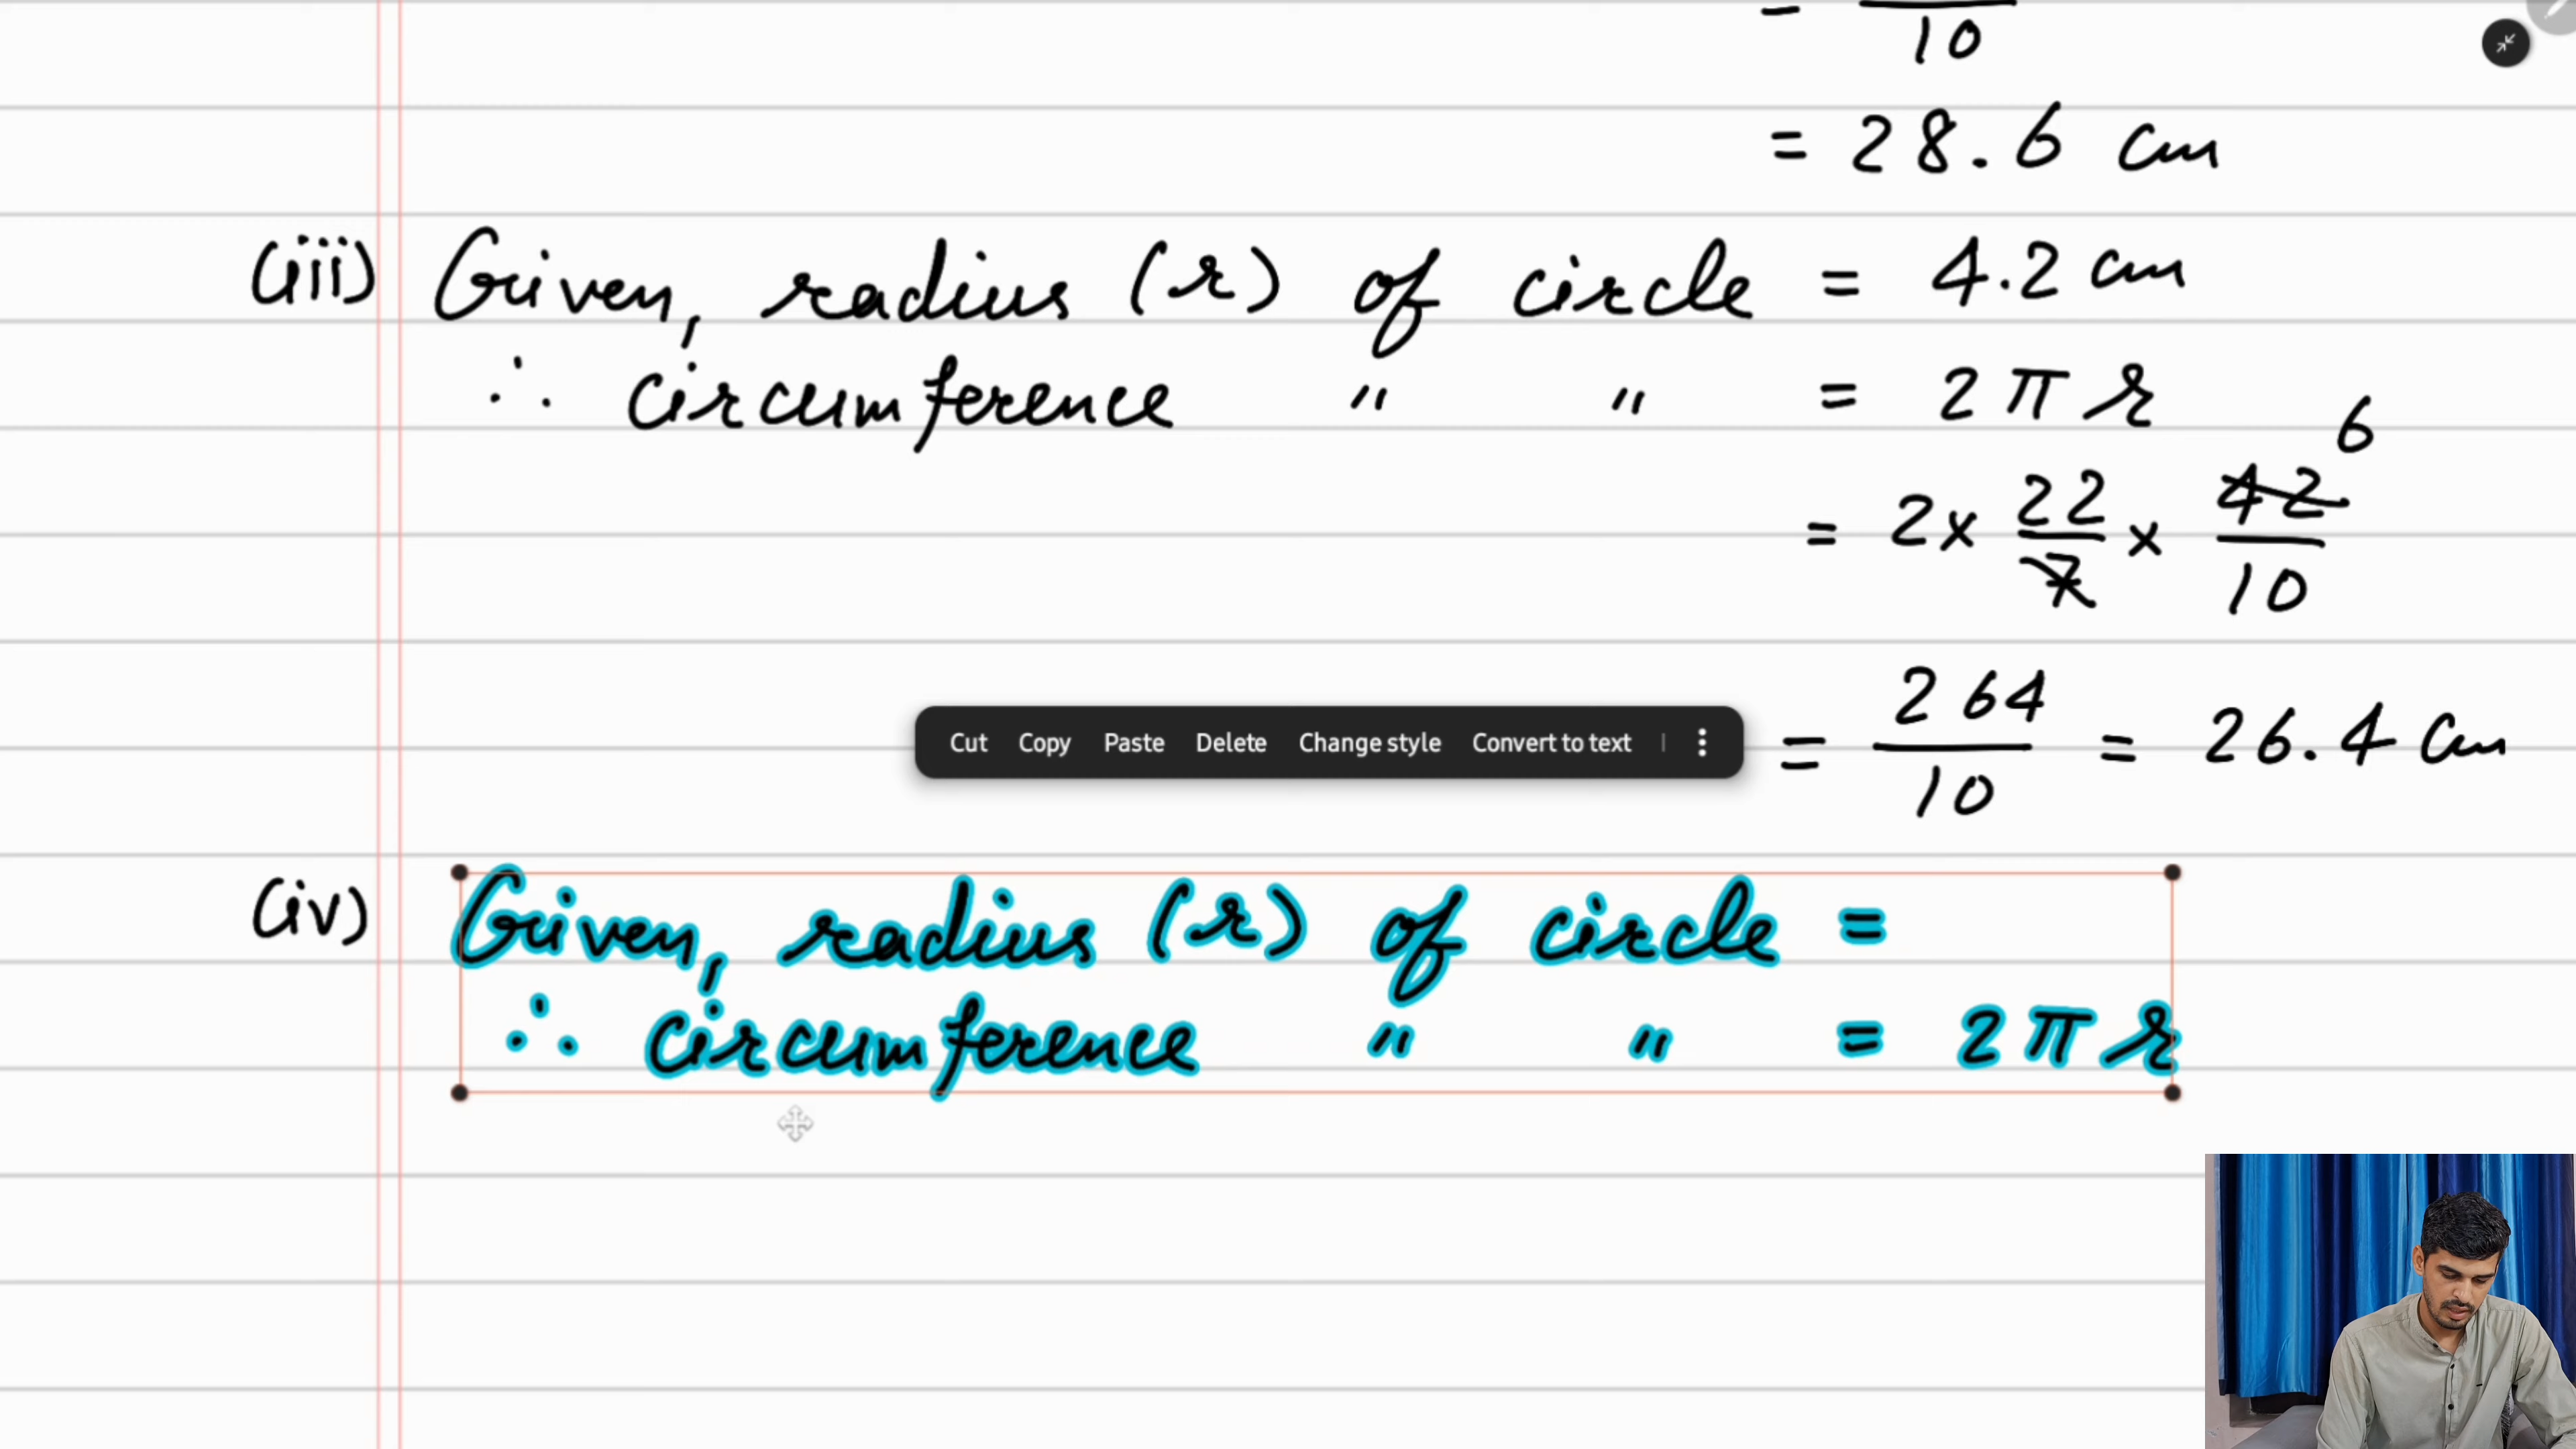 = —
10
= 28.6 cm
(iii) Given, radius (r) of circle = 4.2 cm
∴ circumference " " = 2πr
= 2 × 22/7 × 42/10 6
Cut Copy Paste Delete Change style Convert to text
= 264/10 = 26.4 cm
(iv) Given, radius (r) of circle =
∴ circumference " " = 2πr